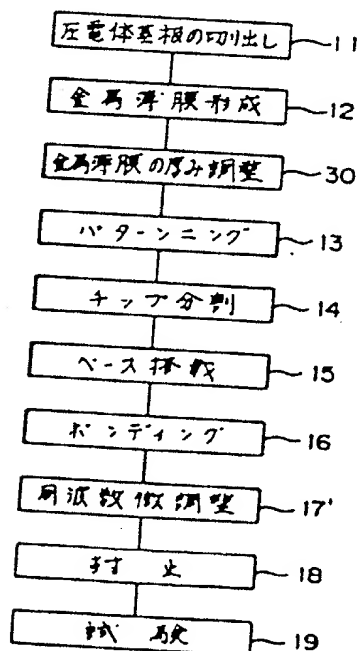 圧電体基板の切出し 11
金属薄膜形成 12
金属薄膜の厚み調整 30
パターンニング 13
チップ分割 14
ベース搭載 15
ボンディング 16
周波数微調整 17'
封止 18
試験 19